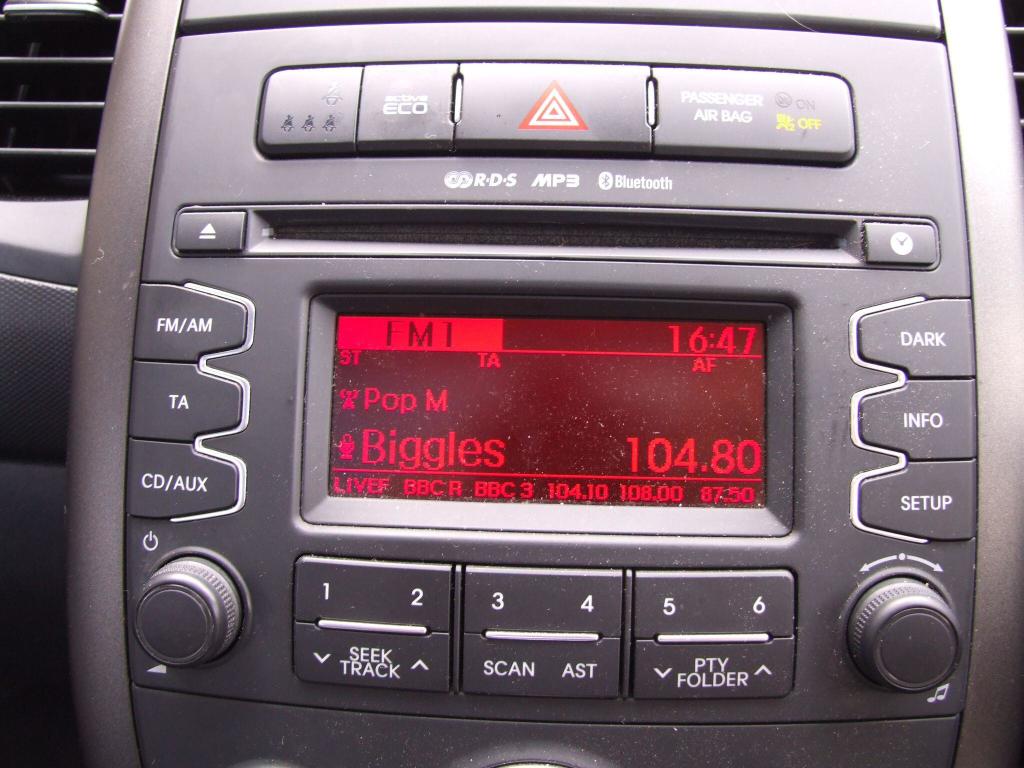 active
ECO
PASSENGER
AIR BAG
ON
2 OFF
R·D·S MP3 Bluetooth
FM/AM
TA
CD/AUX
FM1 16:47
ST TA AF
Pop M
Biggles 104.80
LIVEF BBC R BBC 3 104.10 108.00 87.50
DARK
INFO
SETUP
1 2
SEEK
TRACK
3 4
SCAN AST
5 6
PTY
FOLDER